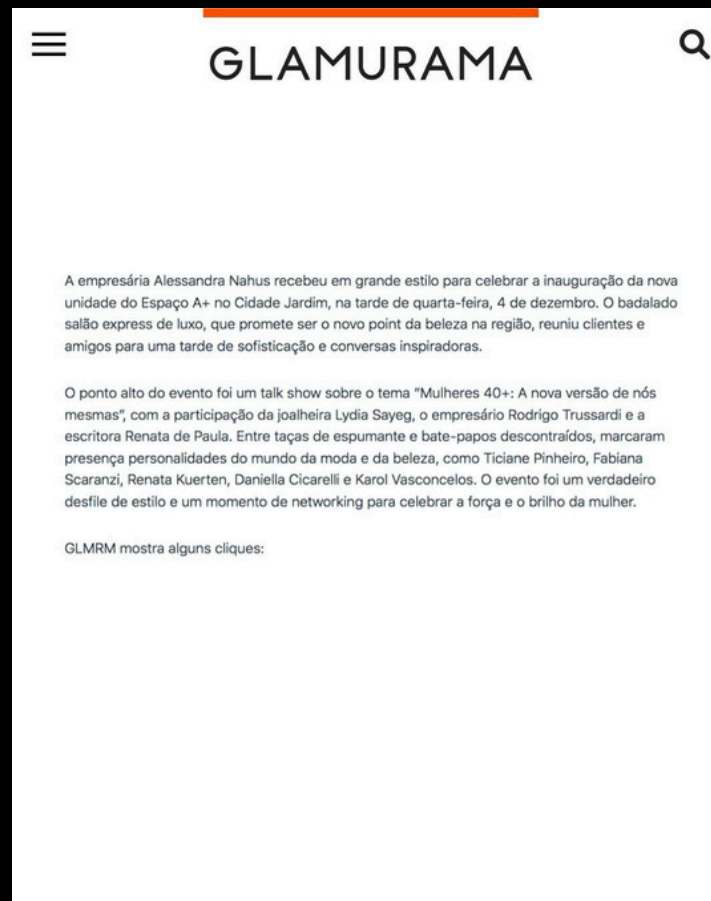 GLAMURAMA
A empresária Alessandra Nahus recebeu em grande estilo para celebrar a inauguração da nova
unidade do Espaço A+ no Cidade Jardim, na tarde de quarta-feira, 4 de dezembro. O badalado
salão express de luxo, que promete ser o novo point da beleza na região, reuniu clientes e
amigos para uma tarde de sofisticação e conversas inspiradoras.
O ponto alto do evento foi um talk show sobre o tema "Mulheres 40+: A nova versão de nós
mesmas", com a participação da joalheira Lydia Sayeg, o empresário Rodrigo Trussardi e a
escritora Renata de Paula. Entre taças de espumante e bate-papos descontraídos, marcaram
presença personalidades do mundo da moda e da beleza, como Ticiane Pinheiro, Fabiana
Scaranzi, Renata Kuerten, Daniella Cicarelli e Karol Vasconcelos. O evento foi um verdadeiro
desfile de estilo e um momento de networking para celebrar a força e o brilho da mulher.
GLMRM mostra alguns cliques: